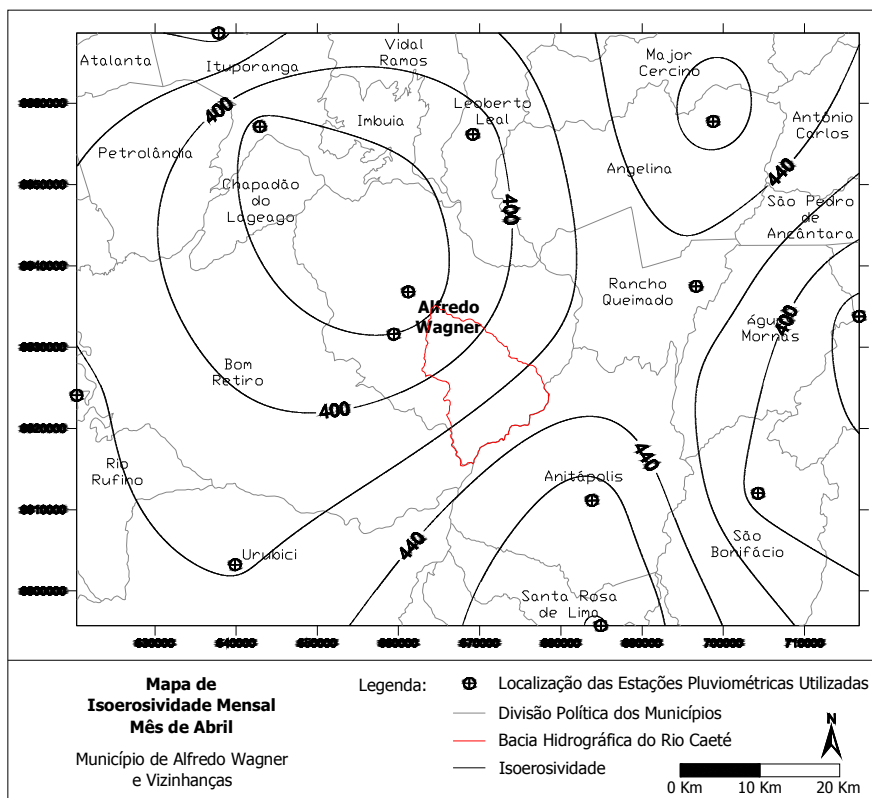 Atalanta
Ituporanga
Vidal
Ramos
Major
Cercino
400
Leoberto
Leal
Imbuia
Antônio
Carlos
Petrolândia
Angelina
440
Chapadão
do
Lageago
400
São Pedro
de
Ancântara
Rancho
Queimado
Alfredo
Wagner
400
Mornas
Bom
Retiro
400
440
Rio
Rufino
Anitápolis
440
Urubici
São
Bonifácio
Santa Rosa
de Lima
Mapa de
Isoerosividade Mensal
Mês de Abril
Município de Alfredo Wagner
e Vizinhanças
Legenda:
Localização das Estações Pluviométricas Utilizadas
Divisão Política dos Municípios
Bacia Hidrográfica do Rio Caeté
Isoerosividade
N
0 Km 10 Km 20 Km